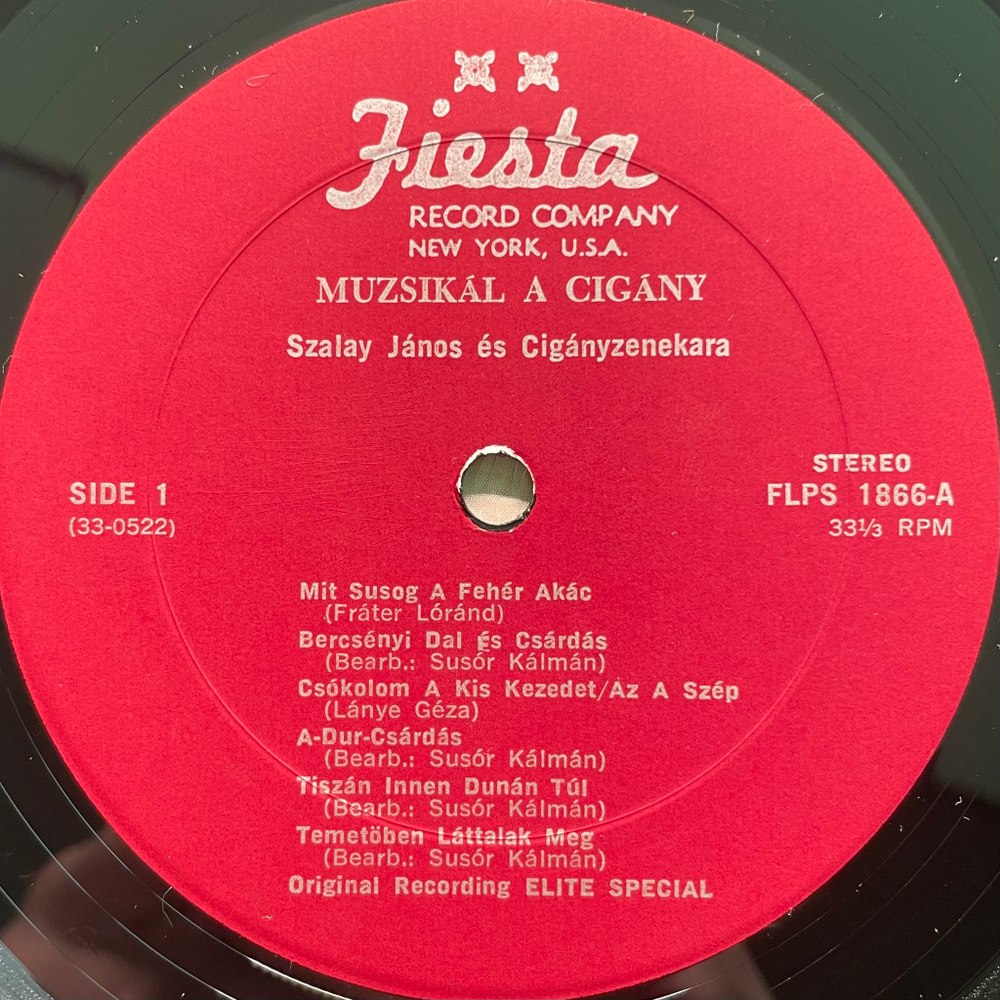 Fiesta
RECORD COMPANY
NEW YORK, U.S.A.
MUZSIKÁL A CIGÁNY
Szalay János és Cigányzenekara
SIDE 1
(33-0522)
STEREO
FLPS 1866-A
33⅓ RPM
Mit Susog A Fehér Akác
(Fráter Lóránd)
Bercsényi Dal És Csárdás
(Bearb.: Susór Kálmán)
Csókolom A Kis Kezedet/Az A Szép
(Lánye Géza)
A-Dur-Csárdás
(Bearb.: Susór Kálmán)
Tiszán Innen Dunán Túl
(Bearb.: Susór Kálmán)
Temetöben Láttalak Meg
(Bearb.: Susór Kálmán)
Original Recording ELITE SPECIAL